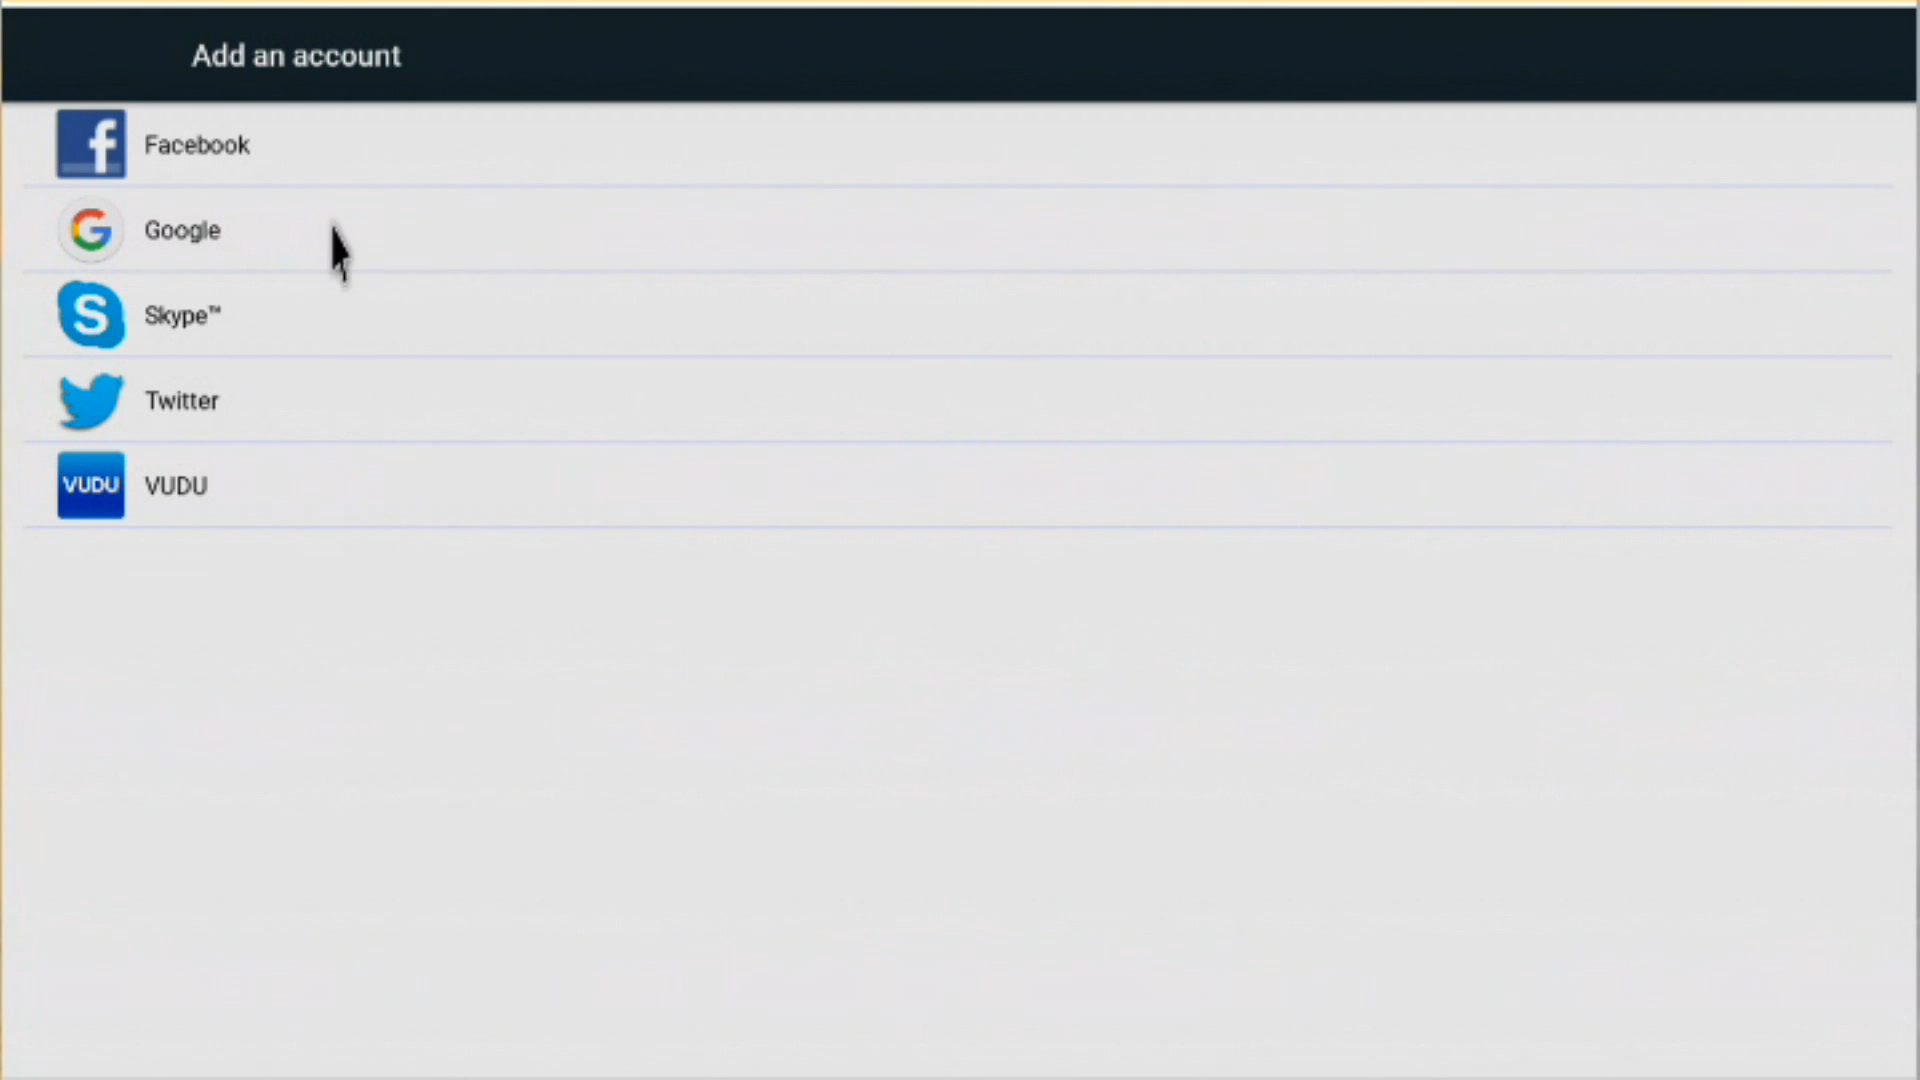 Add an account
f Facebook
G Google
S Skype™
Twitter
VUDU VUDU